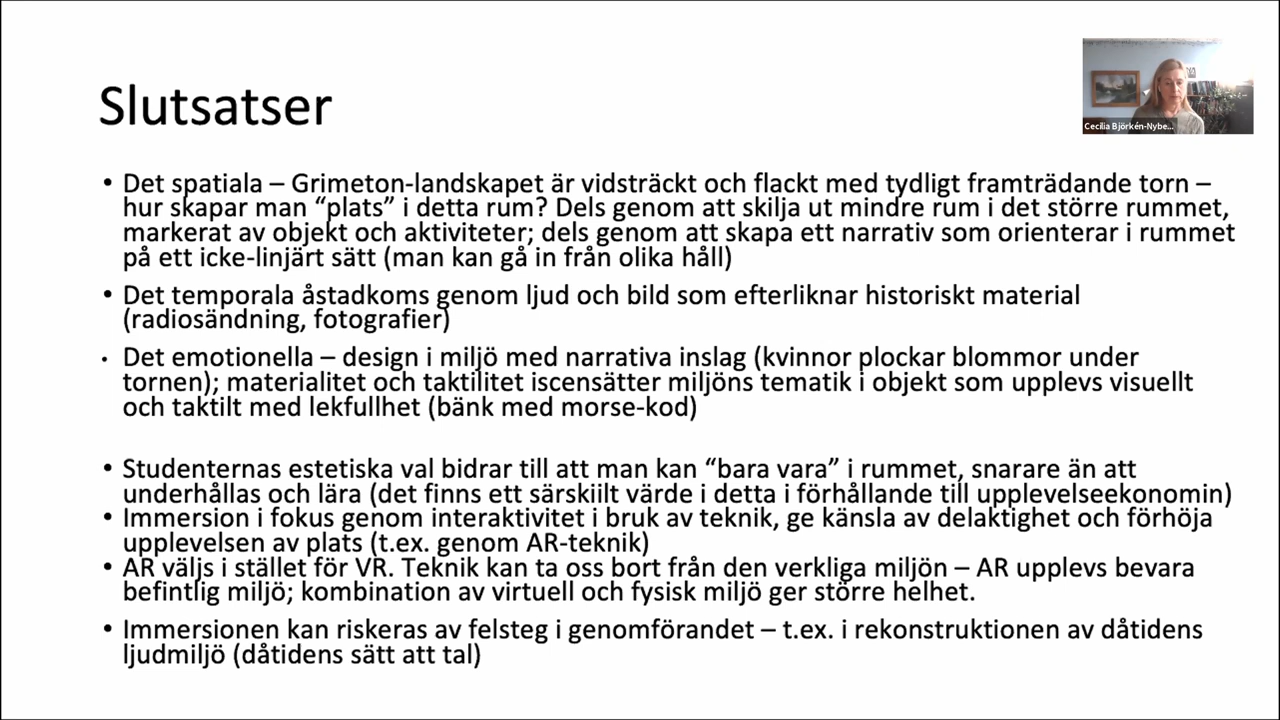 Slutsatser
Cecilia Björkén-Nybe...
• Det spatiala – Grimeton-landskapet är vidsträckt och flackt med tydligt framträdande torn –
hur skapar man “plats” i detta rum? Dels genom att skilja ut mindre rum i det större rummet,
markerat av objekt och aktiviteter; dels genom att skapa ett narrativ som orienterar i rummet
på ett icke-linjärt sätt (man kan gå in från olika håll)
• Det temporala åstadkoms genom ljud och bild som efterliknar historiskt material
(radiosändning, fotografier)
• Det emotionella – design i miljö med narrativa inslag (kvinnor plockar blommor under
tornen); materialitet och taktilitet iscensätter miljöns tematik i objekt som upplevs visuellt
och taktilt med lekfullhet (bänk med morse-kod)
• Studenternas estetiska val bidrar till att man kan “bara vara” i rummet, snarare än att
underhållas och lära (det finns ett särskiilt värde i detta i förhållande till upplevelseekonomin)
• Immersion i fokus genom interaktivitet i bruk av teknik, ge känsla av delaktighet och förhöja
upplevelsen av plats (t.ex. genom AR-teknik)
• AR väljs i stället för VR. Teknik kan ta oss bort från den verkliga miljön – AR upplevs bevara
befintlig miljö; kombination av virtuell och fysisk miljö ger större helhet.
• Immersionen kan riskeras av felsteg i genomförandet – t.ex. i rekonstruktionen av dåtidens
ljudmiljö (dåtidens sätt att tal)